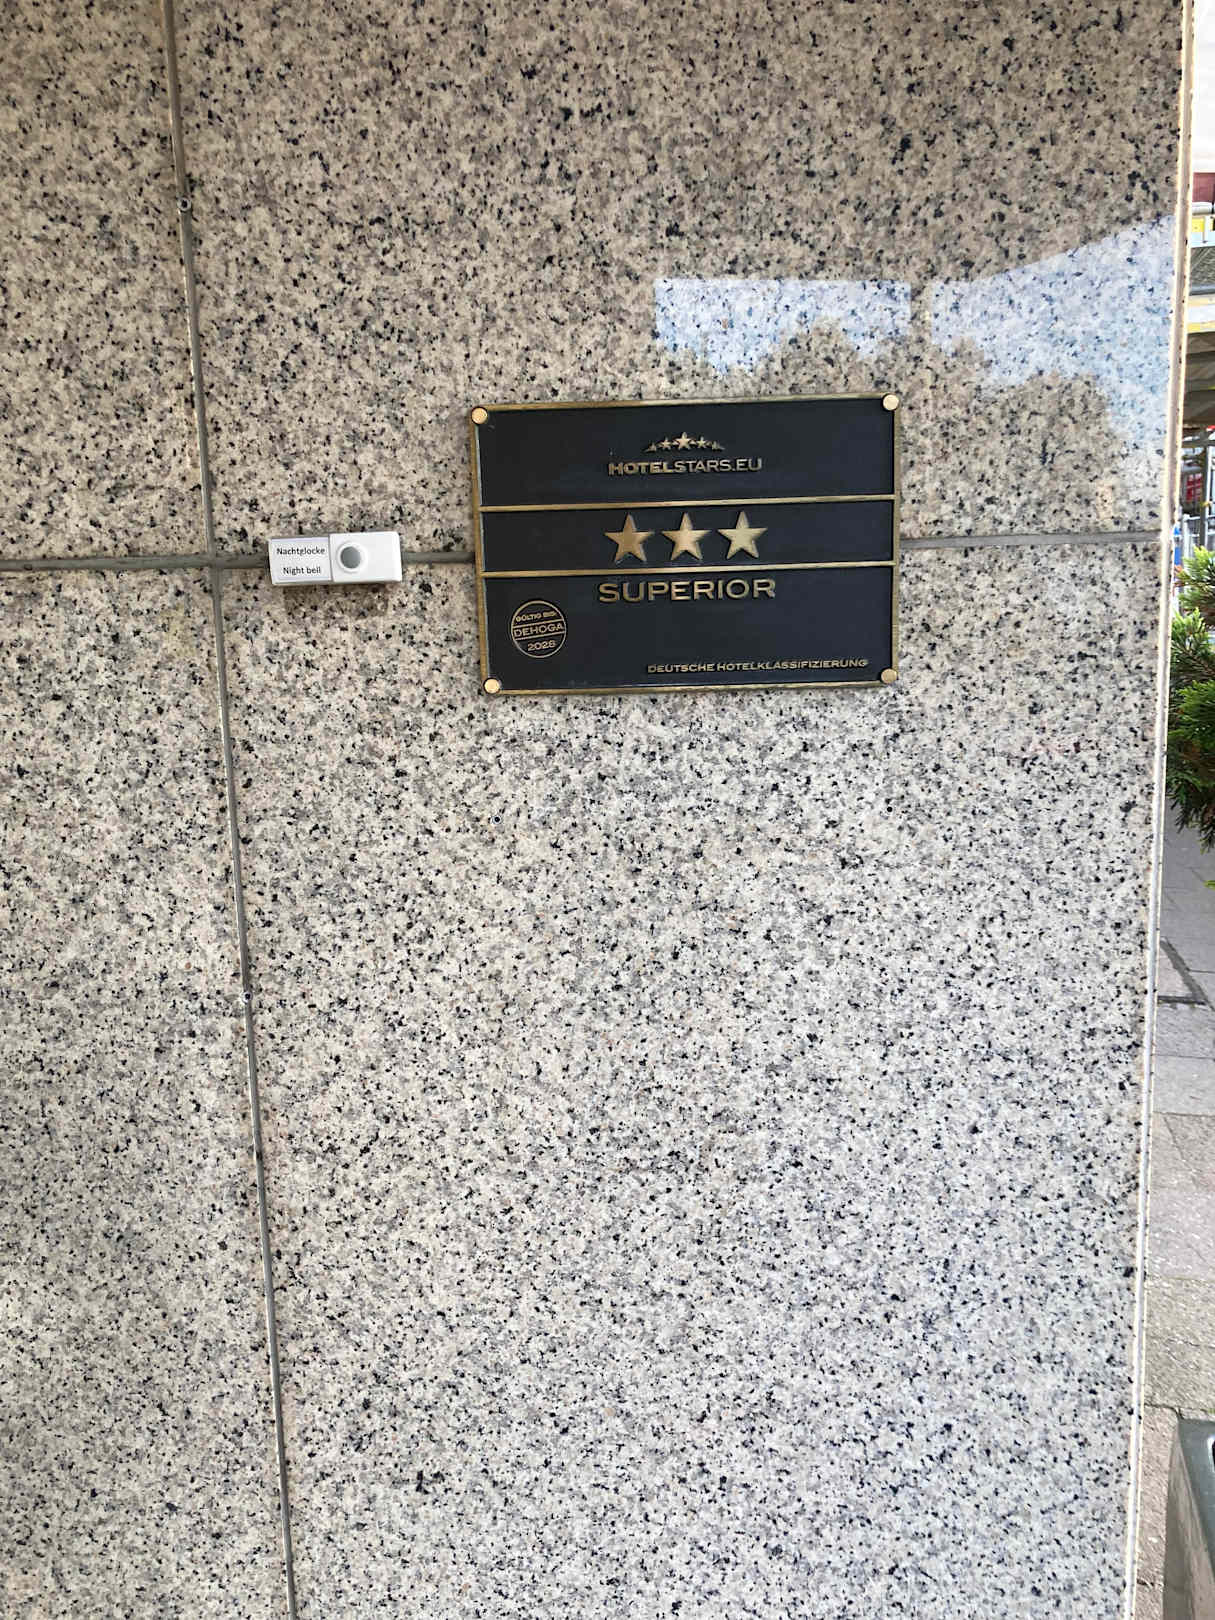 Nachtglocke
Night bell
HOTELSTARS.EU
SUPERIOR
GÜLTIG BIS:
DEHOGA
2028
DEUTSCHE HOTELKLASSIFIZIERUNG